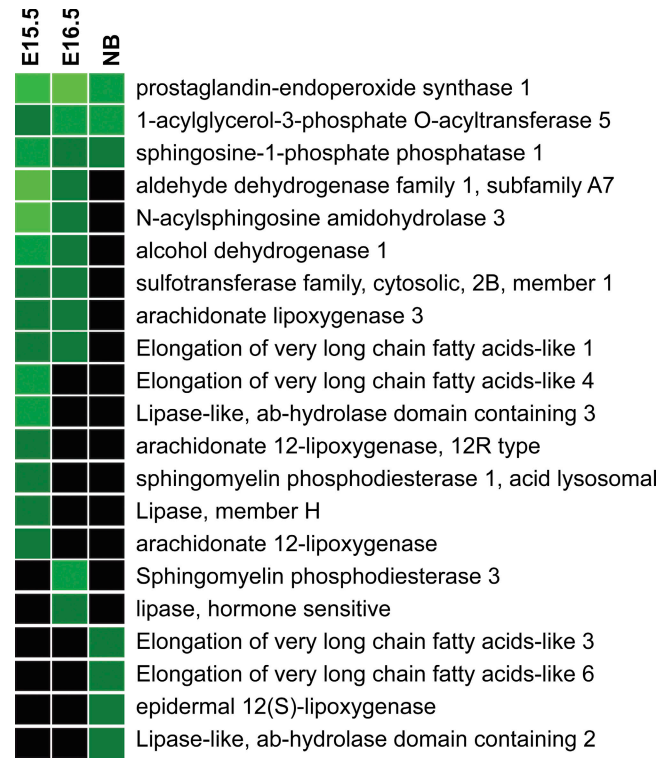 E15.5 E16.5 NB
prostaglandin-endoperoxide synthase 1
1-acylglycerol-3-phosphate O-acyltransferase 5
sphingosine-1-phosphate phosphatase 1
aldehyde dehydrogenase family 1, subfamily A7
N-acylsphingosine amidohydrolase 3
alcohol dehydrogenase 1
sulfotransferase family, cytosolic, 2B, member 1
arachidonate lipoxygenase 3
Elongation of very long chain fatty acids-like 1
Elongation of very long chain fatty acids-like 4
Lipase-like, ab-hydrolase domain containing 3
arachidonate 12-lipoxygenase, 12R type
sphingomyelin phosphodiesterase 1, acid lysosomal
Lipase, member H
arachidonate 12-lipoxygenase
Sphingomyelin phosphodiesterase 3
lipase, hormone sensitive
Elongation of very long chain fatty acids-like 3
Elongation of very long chain fatty acids-like 6
epidermal 12(S)-lipoxygenase
Lipase-like, ab-hydrolase domain containing 2